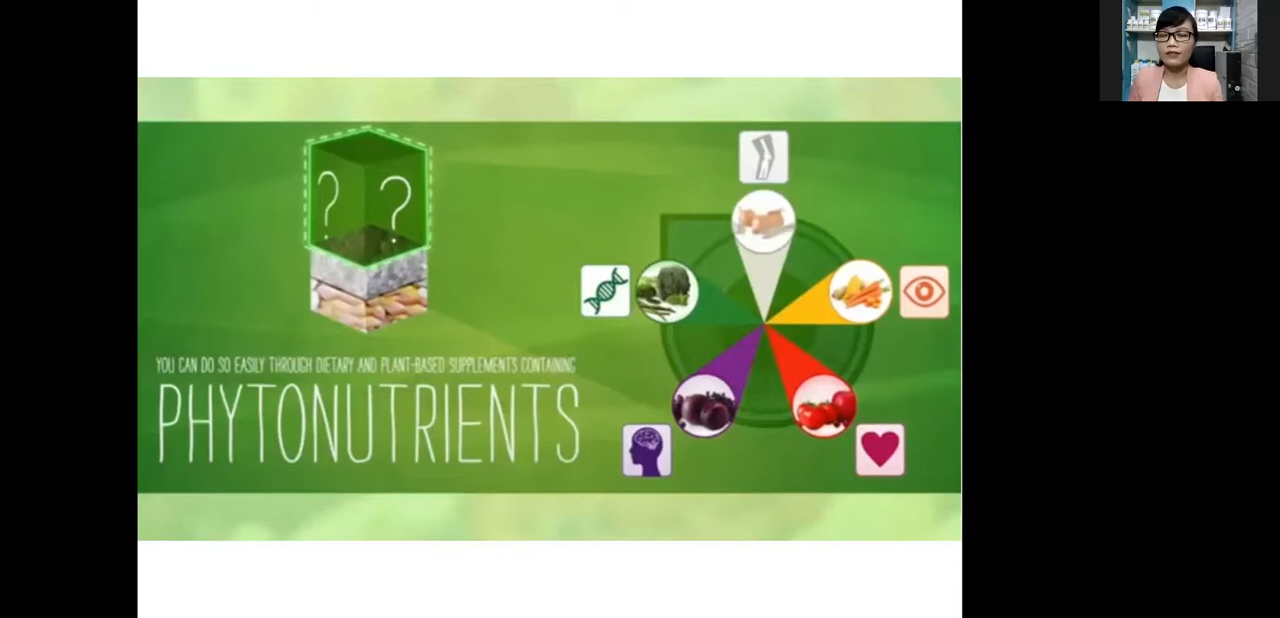 ? ?
YOU CAN DO SO EASILY THROUGH DIETARY AND PLANT-BASED SUPPLEMENTS CONTAINING
PHYTONUTRIENTS